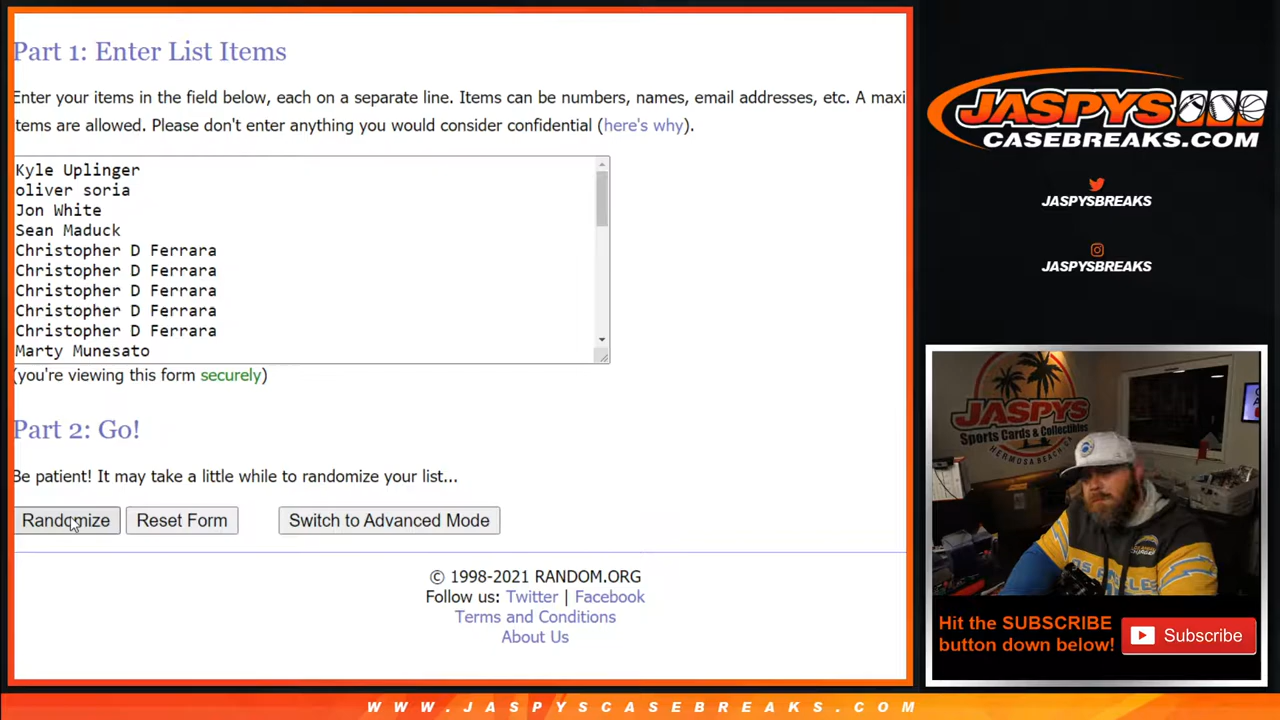 Part 1: Enter List Items
Enter your items in the field below, each on a separate line. Items can be numbers, names, email addresses, etc. A maxi
items are allowed. Please don't enter anything you would consider confidential (here's why).
Kyle Uplinger
oliver soria
Jon White
Sean Maduck
Christopher D Ferrara
Christopher D Ferrara
Christopher D Ferrara
Christopher D Ferrara
Christopher D Ferrara
Marty Munesato
(you're viewing this form securely)
Part 2: Go!
Be patient! It may take a little while to randomize your list...
Randomize Reset Form Switch to Advanced Mode
© 1998-2021 RANDOM.ORG
Follow us: Twitter | Facebook
Terms and Conditions
About Us
JASPYS
CASEBREAKS.COM
JASPYSBREAKS
JASPYSBREAKS
JASPYS
Sports Cards & Collectibles
HERMOSA BEACH, CA
LOS ANGELES
Hit the SUBSCRIBE
button down below!
Subscribe
WWW.JASPYSCASEBREAKS.COM